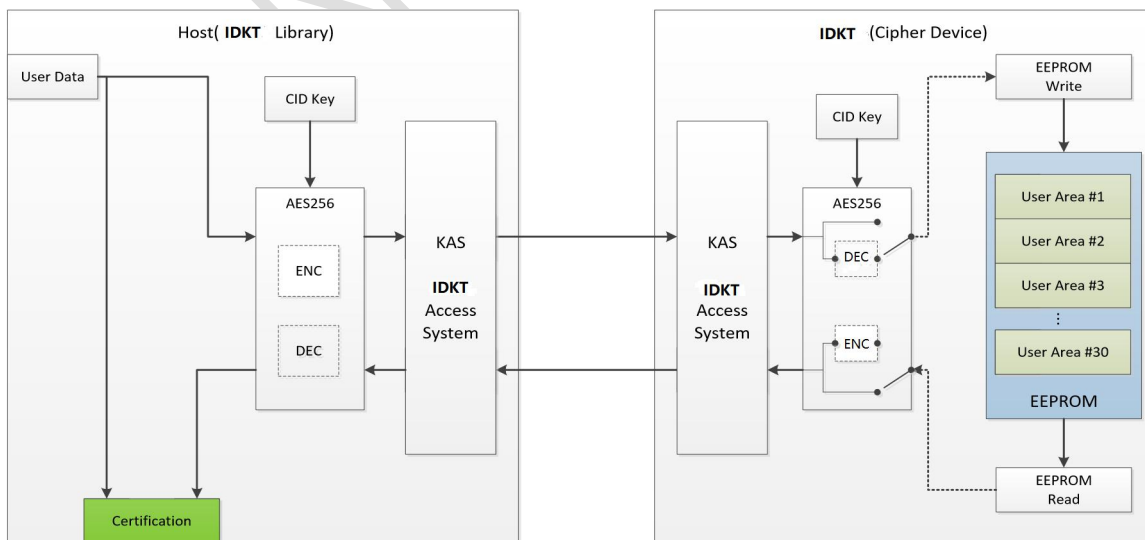 Host( IDKT Library)
User Data
CID Key
AES256
ENC
DEC
KAS
IDKT
Access
System
Certification
IDKT (Cipher Device)
KAS
IDKT
Access
System
CID Key
AES256
DEC
ENC
EEPROM
Write
User Area #1
User Area #2
User Area #3
⋮
User Area #30
EEPROM
EEPROM
Read